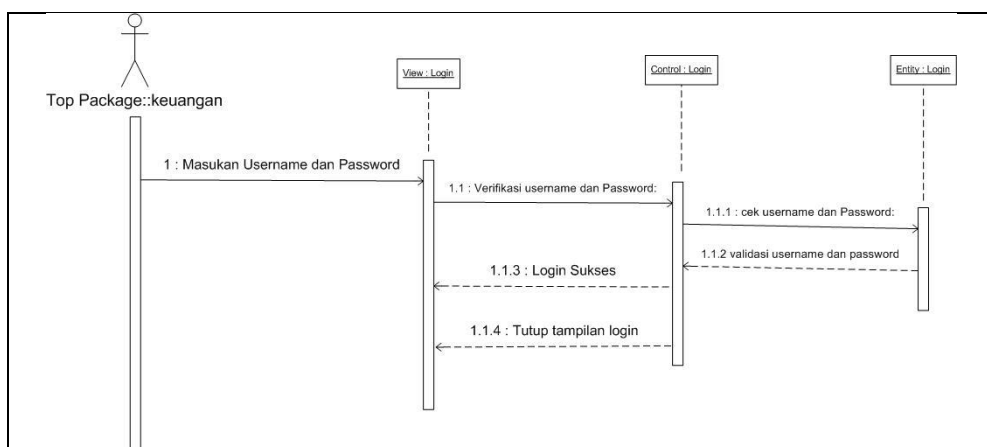 View : Login
Control : Login
Entity : Login
Top Package::keuangan
1 : Masukan Username dan Password
1.1 : Verifikasi username dan Password:
1.1.1 : cek username dan Password:
1.1.2 validasi username dan password
1.1.3 : Login Sukses
1.1.4 : Tutup tampilan login